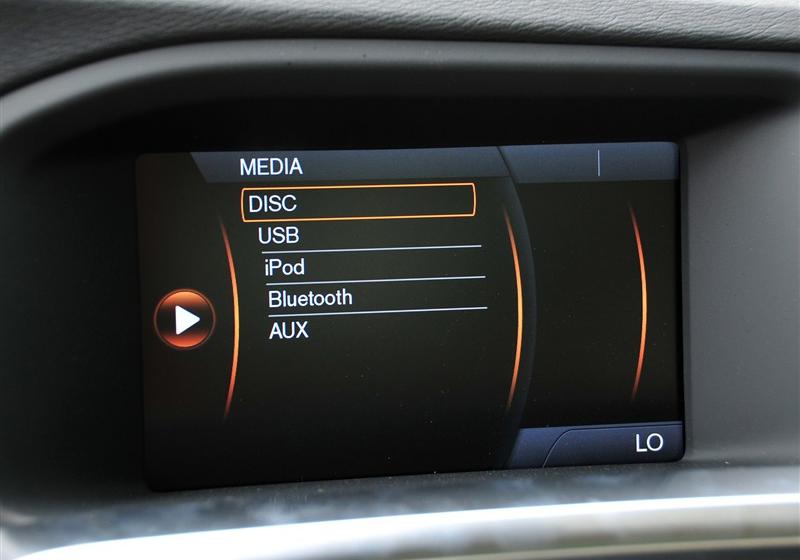 MEDIA
DISC
USB
iPod
Bluetooth
AUX
LO